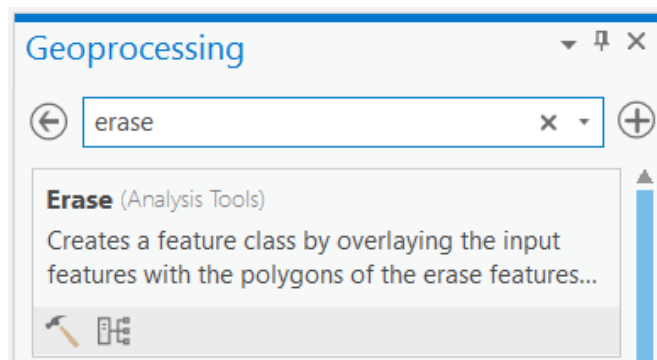 Geoprocessing
erase
Erase (Analysis Tools)
Creates a feature class by overlaying the input
features with the polygons of the erase features...